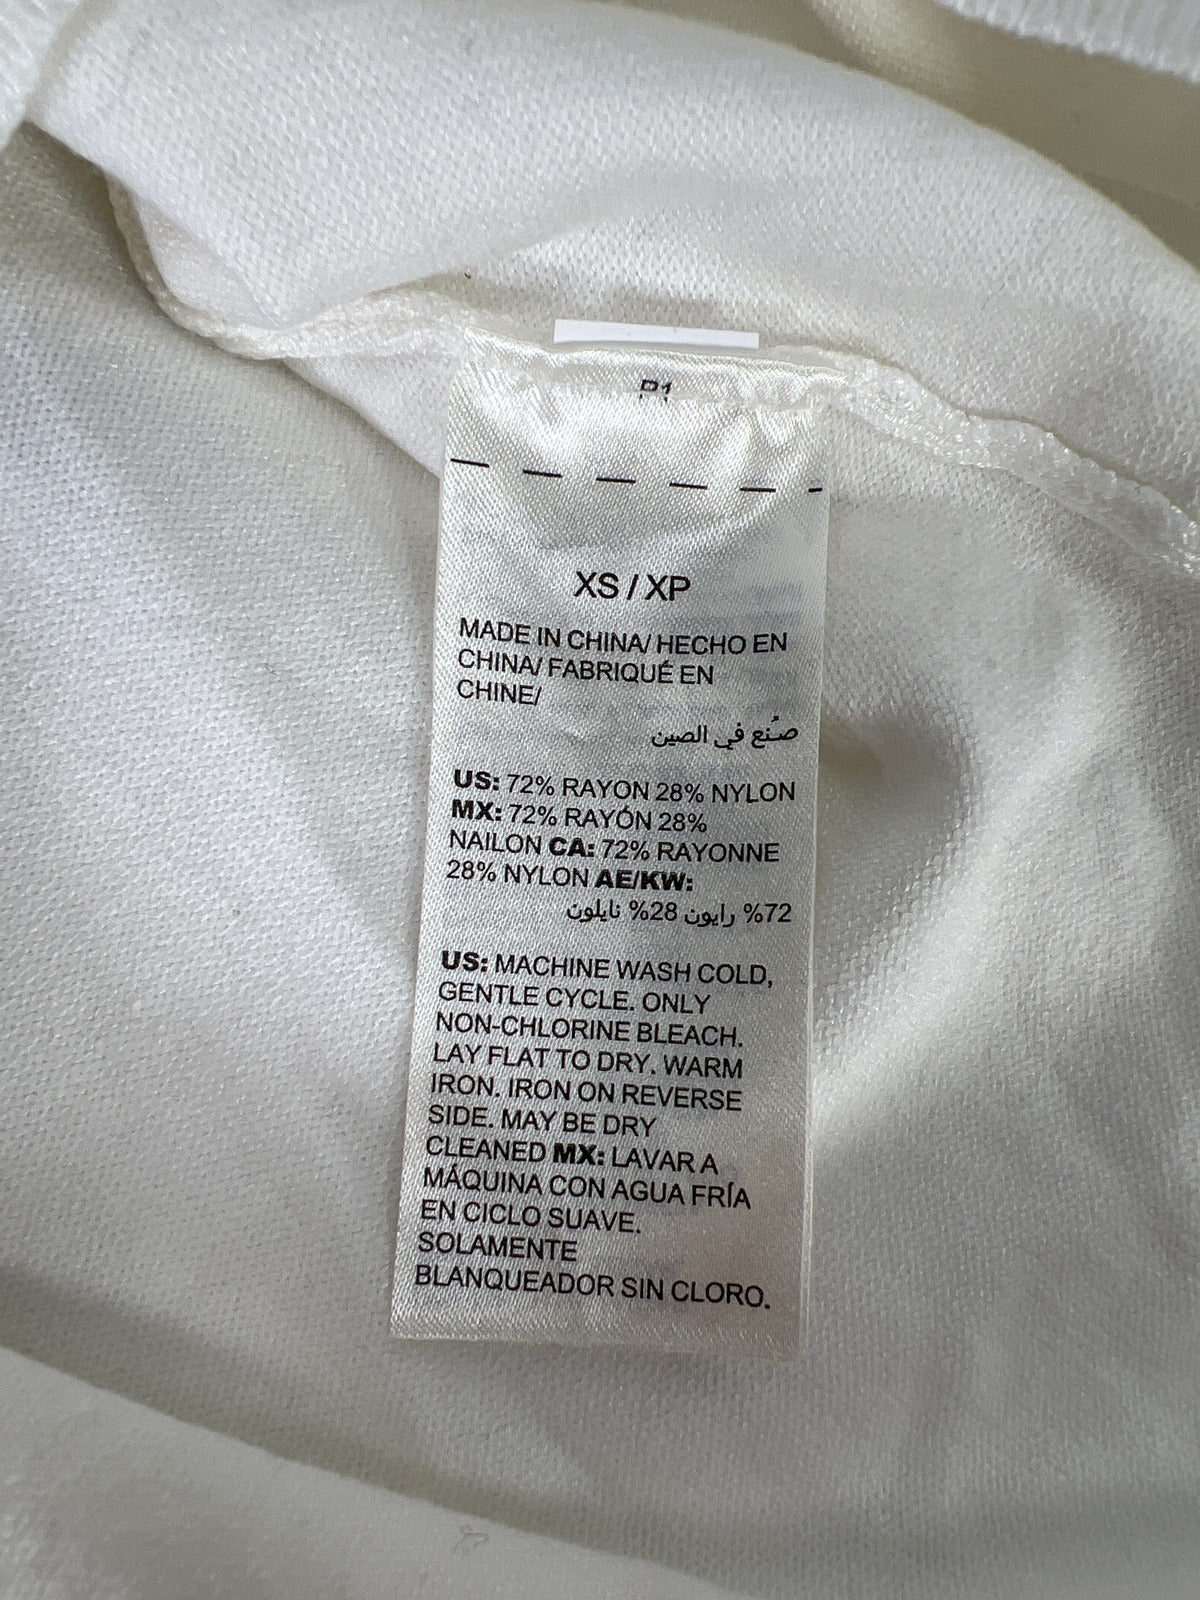 P1
XS / XP
MADE IN CHINA/ HECHO EN
CHINA/ FABRIQUÉ EN
CHINE/
صُنع في الصين
US: 72% RAYON 28% NYLON
MX: 72% RAYÓN 28%
NAILON CA: 72% RAYONNE
28% NYLON AE/KW:
72% رايون 28% نايلون
US: MACHINE WASH COLD,
GENTLE CYCLE. ONLY
NON-CHLORINE BLEACH.
LAY FLAT TO DRY. WARM
IRON. IRON ON REVERSE
SIDE. MAY BE DRY
CLEANED MX: LAVAR A
MÁQUINA CON AGUA FRÍA
EN CICLO SUAVE.
SOLAMENTE
BLANQUEADOR SIN CLORO.